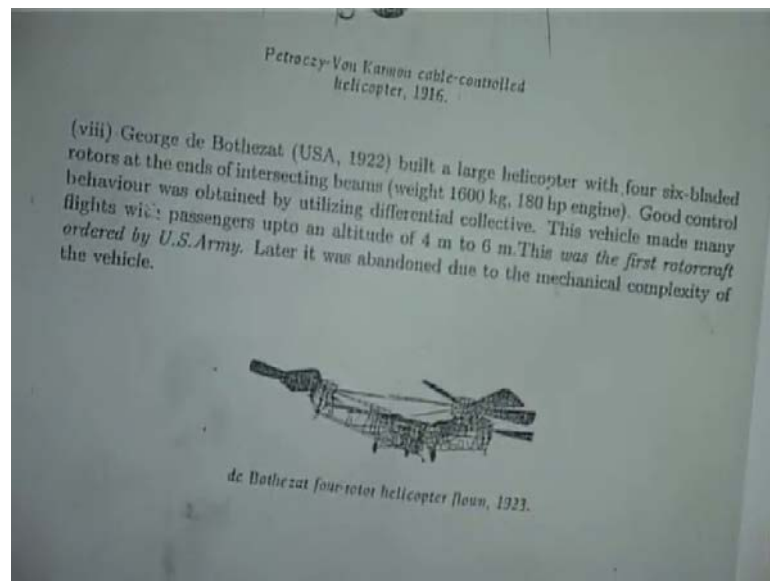 Petroczy-Von Karmon cable-controlled
helicopter, 1916.
(viii) George de Bothezat (USA, 1922) built a large helicopter with four six-bladed
rotors at the ends of intersecting beams (weight 1600 kg, 180 hp engine). Good control
behaviour was obtained by utilizing differential collective. This vehicle made many
flights with passengers upto an altitude of 4 m to 6 m.This was the first rotorcraft
ordered by U.S.Army. Later it was abandoned due to the mechanical complexity of
the vehicle.
de Bothezat four-rotor helicopter flown, 1923.